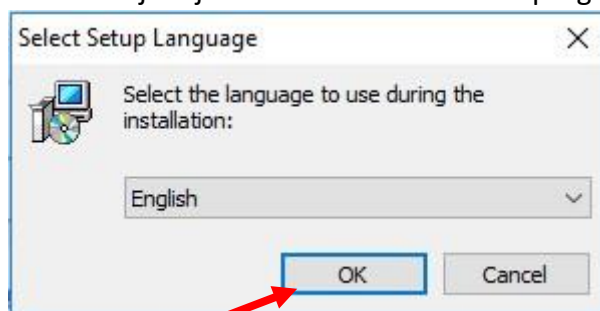 Select Setup Language
Select the language to use during the
installation:
English
OK
Cancel